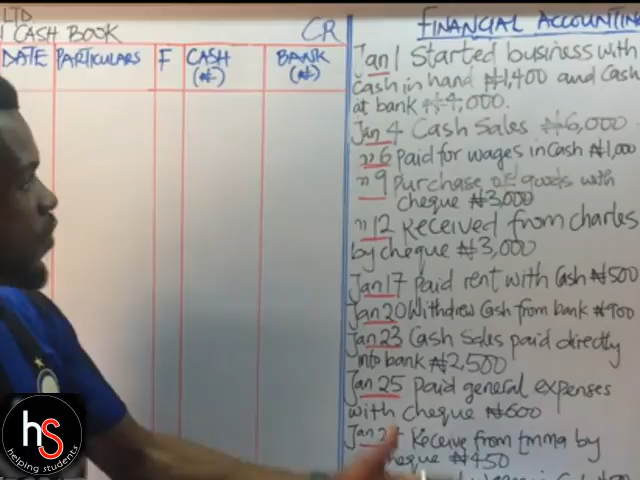 LTD.
CASH BOOK
CR
DATE PARTICULARS F CASH BANK
(₦) (₦)
FINANCIAL ACCOUNTING
Jan 1 Started business with
Cash in hand ₦1,400 and Cash
at bank ₦4,000.
Jan 4 Cash Sales ₦6,000
" 6 Paid for wages in Cash ₦1,000
" 9 Purchase of goods with
cheque ₦3,000
" 12 Received from Charles
by cheque ₦3,000
Jan 17 Paid rent with Cash ₦500
Jan 20 Withdrew Cash from bank ₦900
Jan 23 Cash Sales paid directly
into bank ₦2,500
Jan 25 Paid general expenses
with cheque ₦600
Jan Receive from Emma by
cheque ₦450
hs
helping students